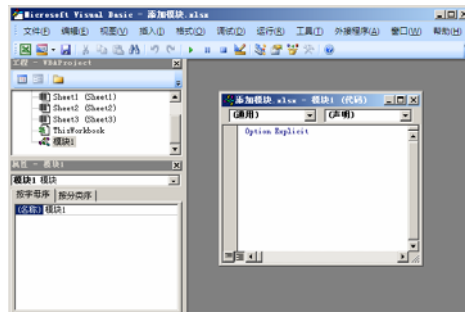 Microsoft Visual Basic - 添加模块.xlsx
文件(F) 编辑(E) 视图(V) 插入(I) 格式(O) 调试(D) 运行(R) 工具(T) 外接程序(A) 窗口(W) 帮助(H)
工程 - VBAProject
Sheet1 (Sheet1)
Sheet2 (Sheet2)
Sheet3 (Sheet3)
ThisWorkbook
模块1
属性 - 模块1
模块1 模块
按字母序 按分类序
(名称) 模块1
添加模块.xlsx - 模块1 (代码)
(通用) (声明)
Option Explicit